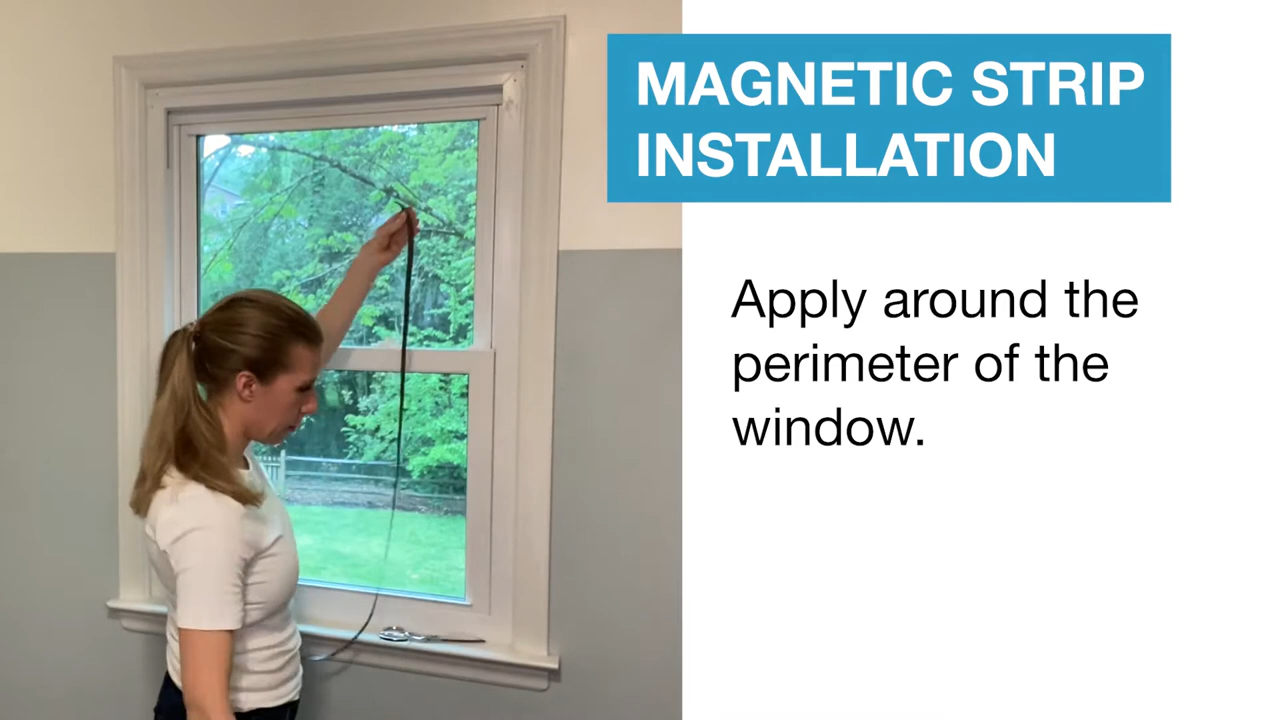 MAGNETIC STRIP
INSTALLATION
Apply around the
perimeter of the
window.